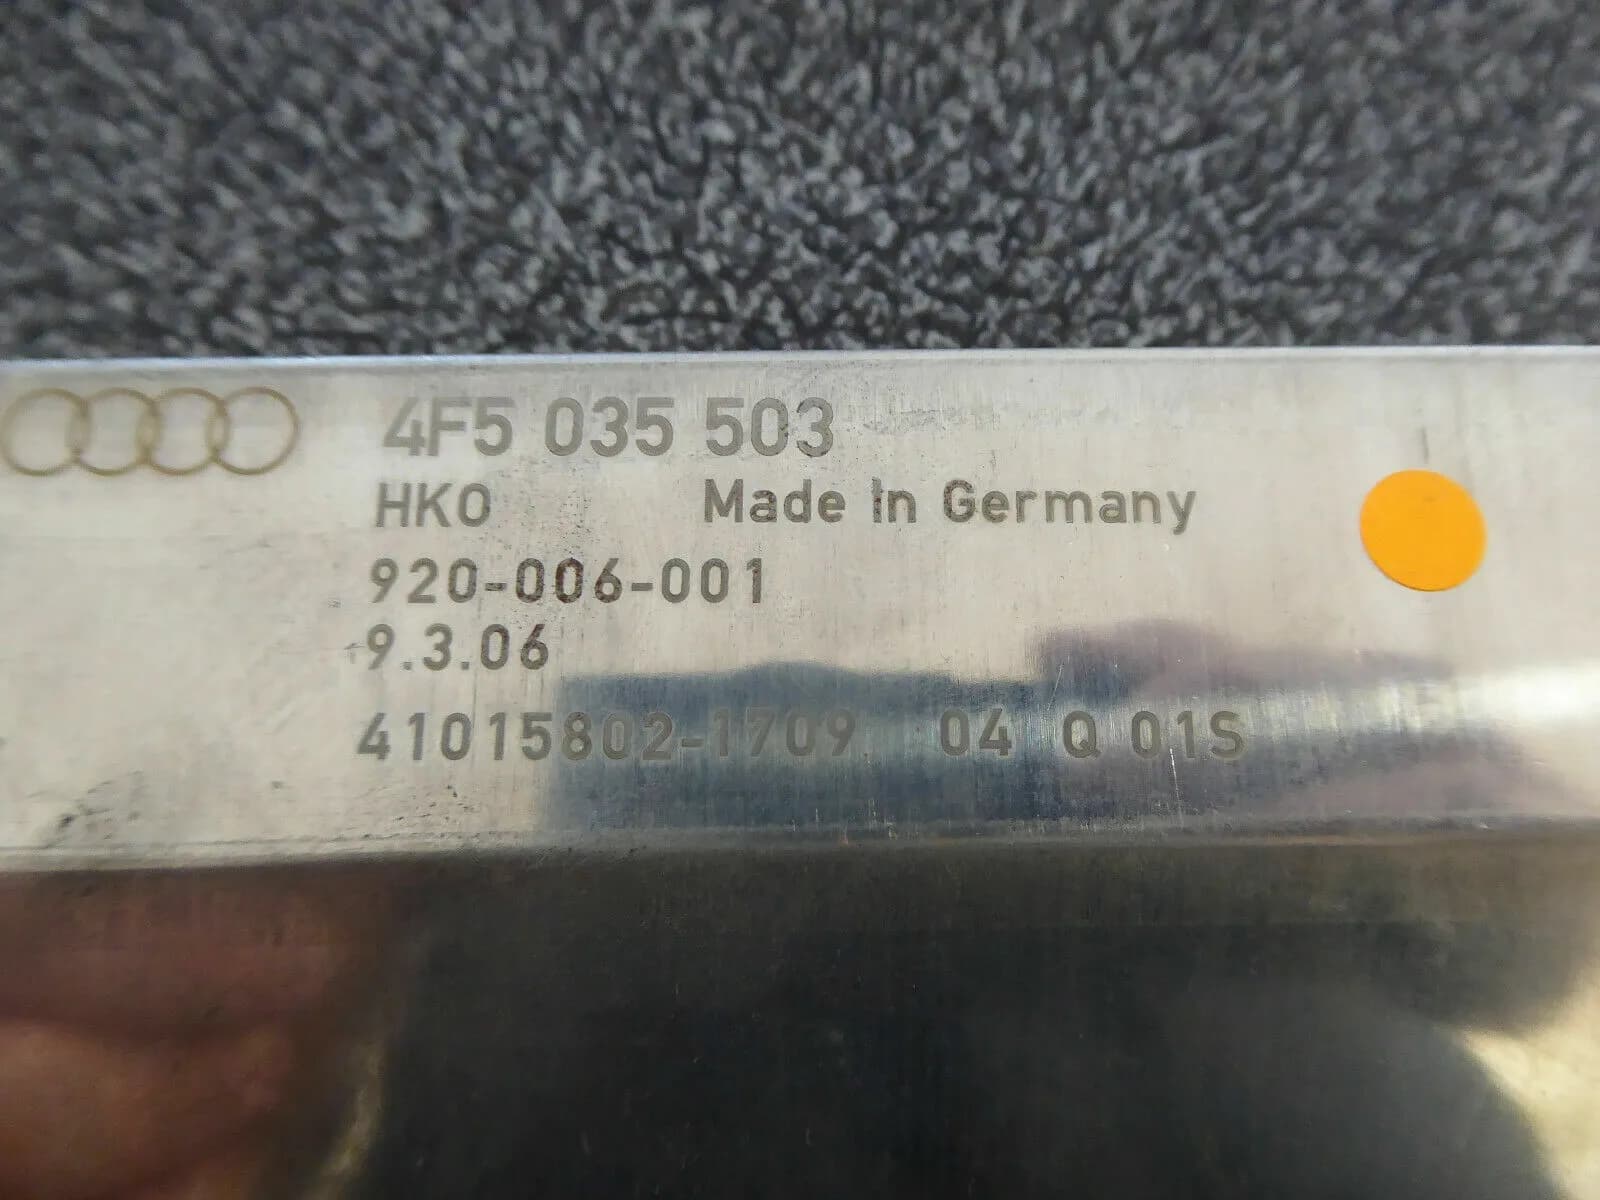 4F5 035 503
HKO Made In Germany
920-006-001
9.3.06
41015802-1709 04 Q 01S